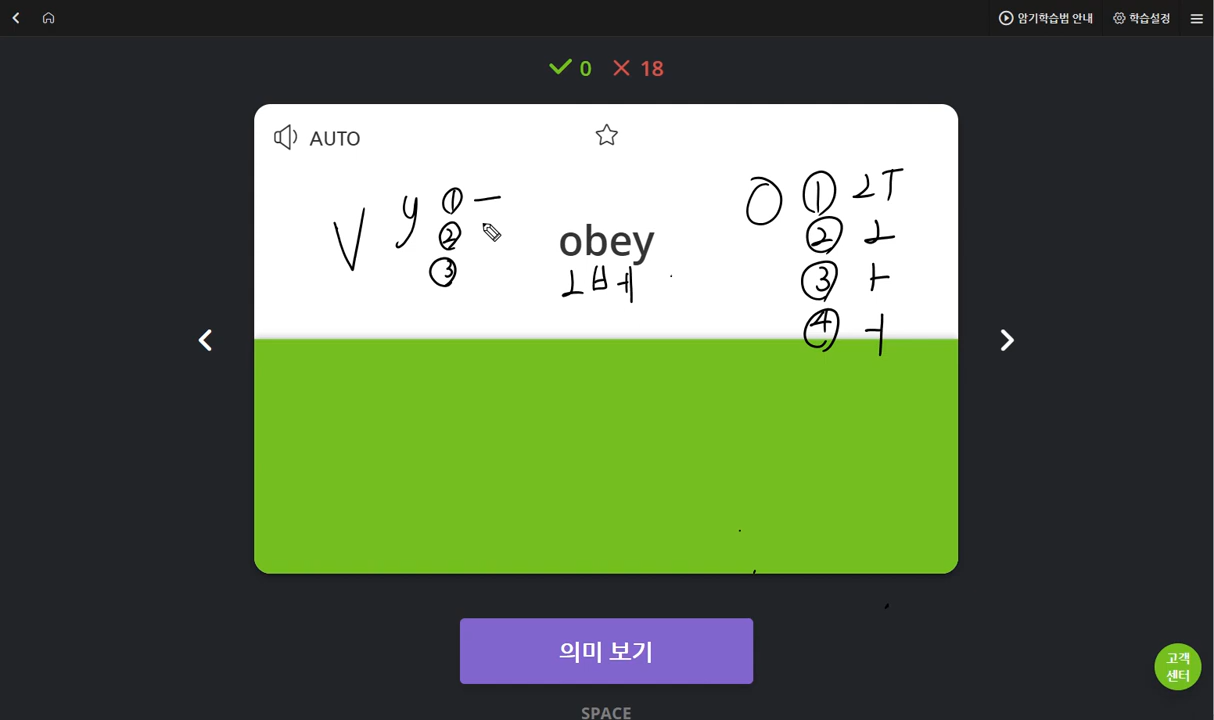 암기학습법 안내 학습설정
0 18
AUTO
V y ① ㅡ
②
③
obey
ㅗ ㅂ ㅔ
O ① ㅗㅜ
② ㅗ
③ ㅏ
④ ㅓ
의미 보기
SPACE
고객
센터